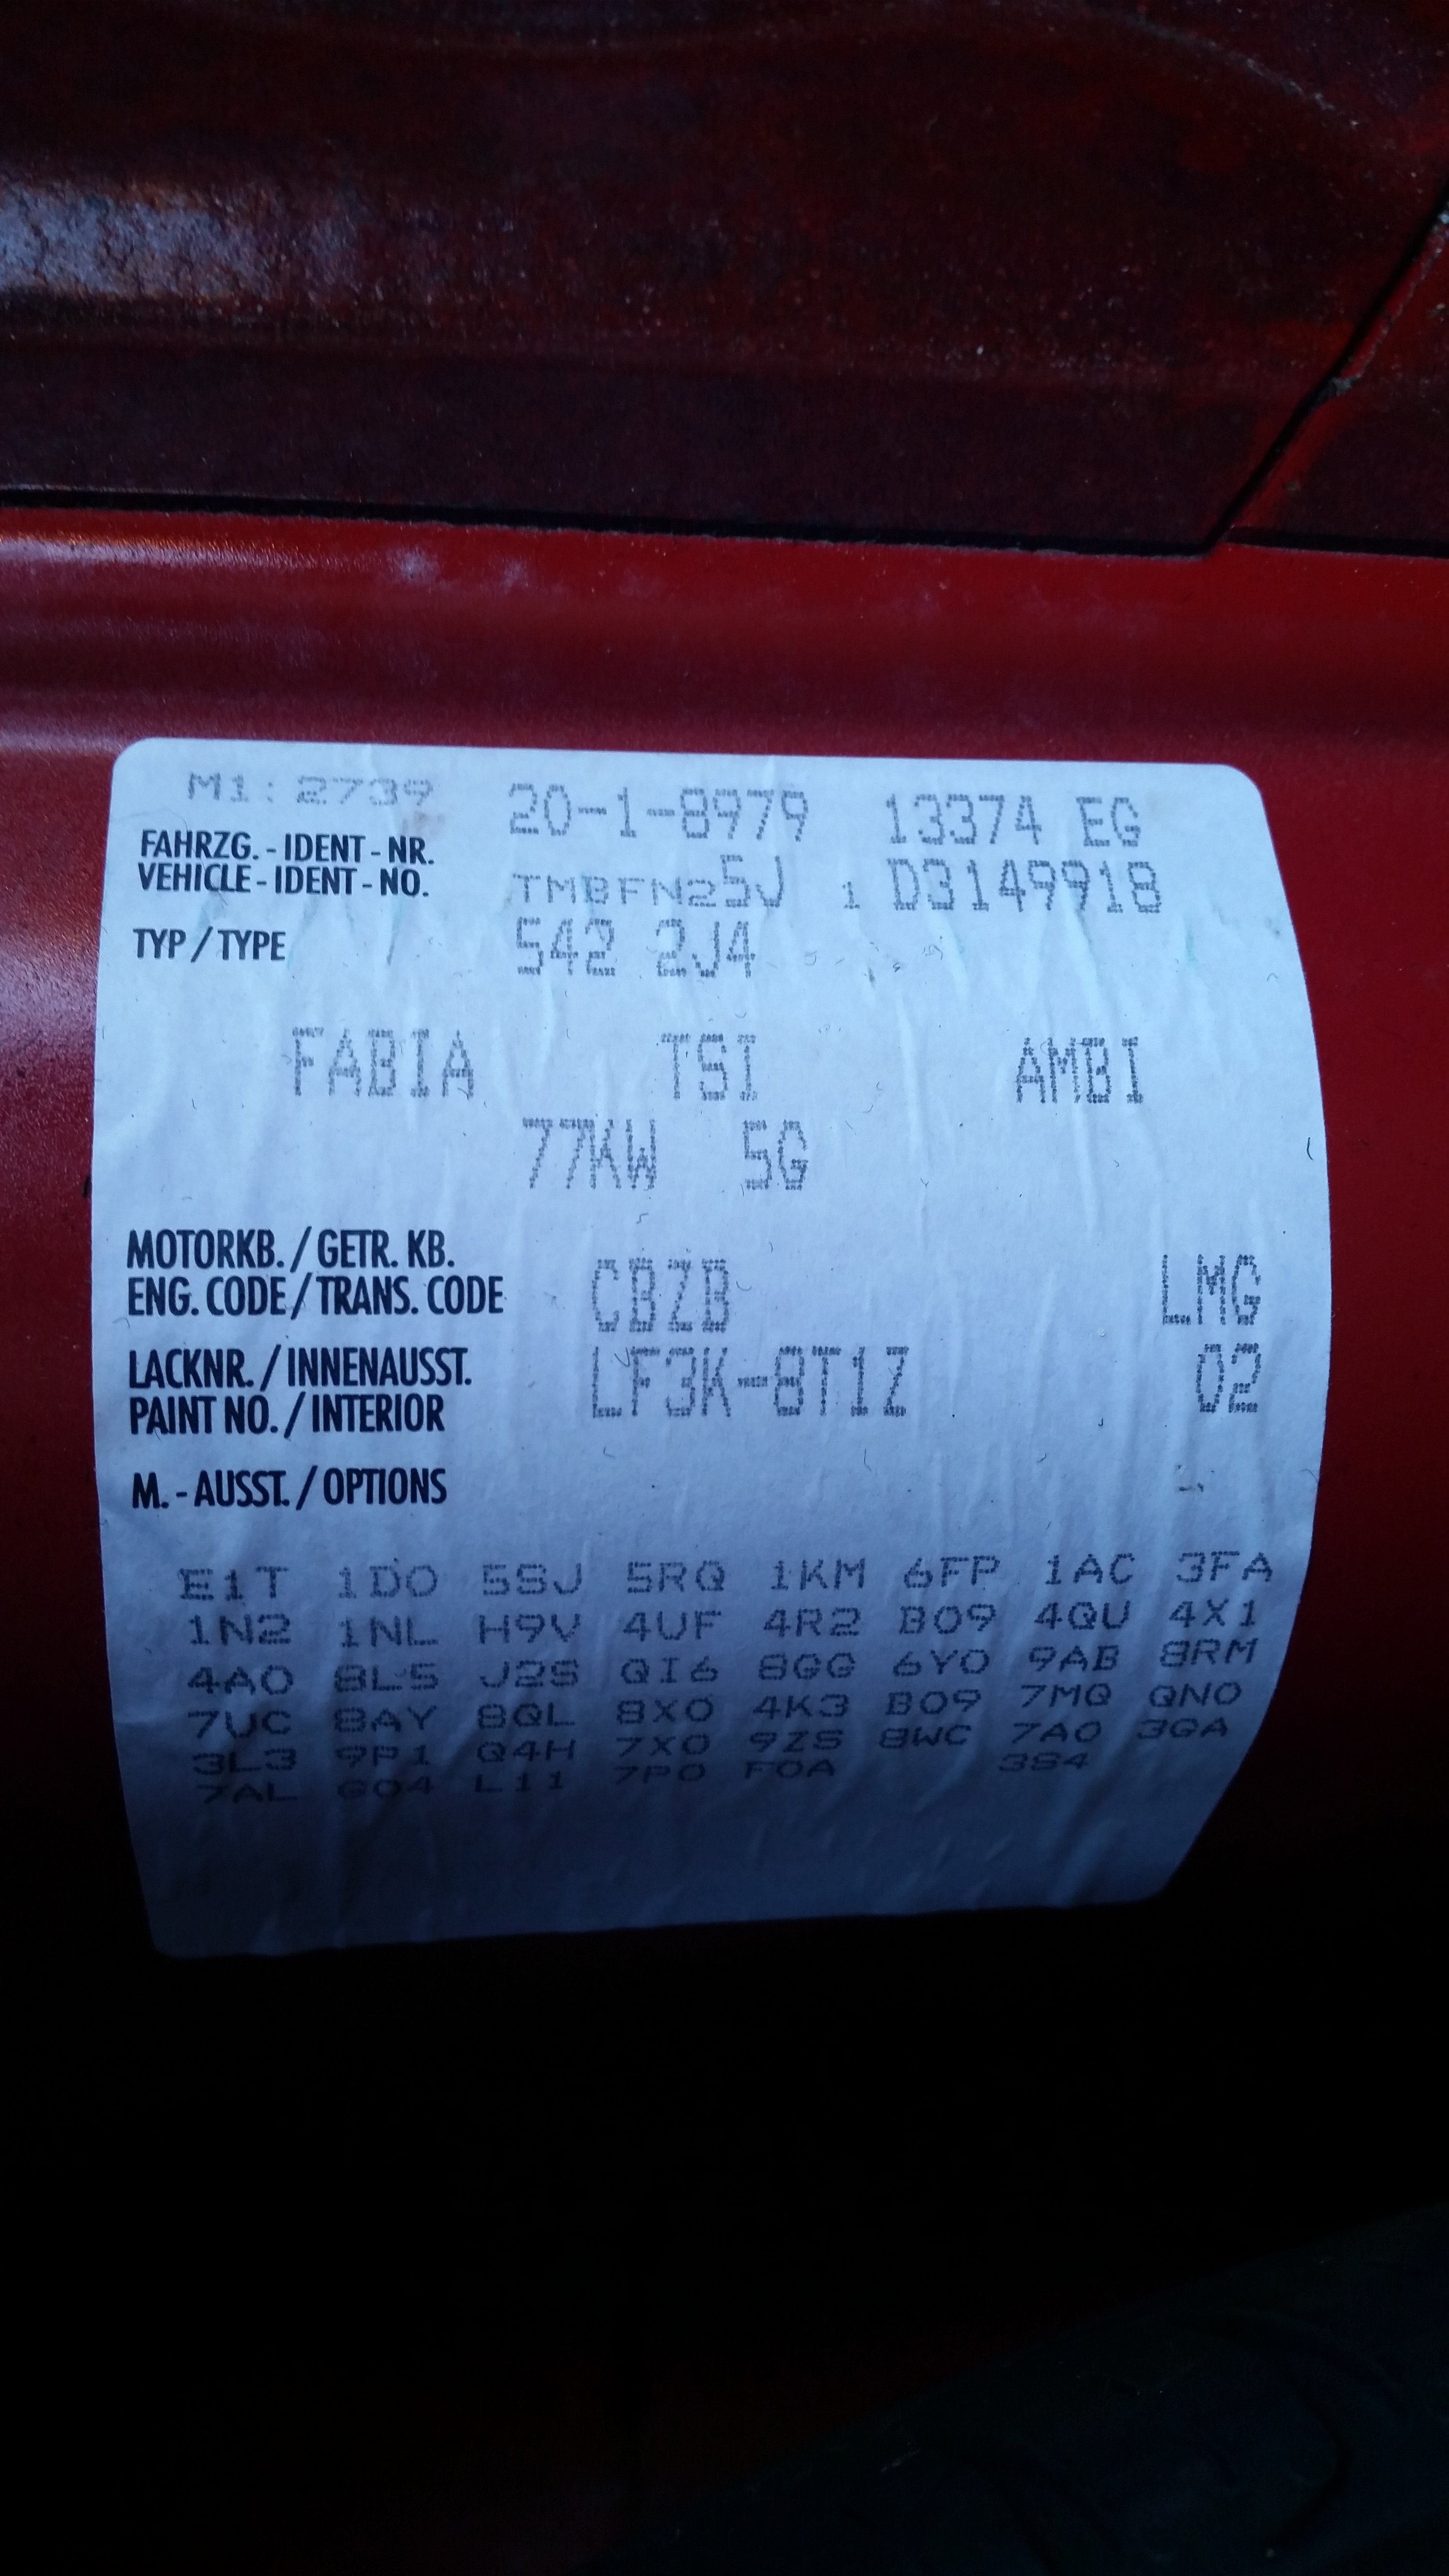 M1:2739 20-1-8979 13374 EG
FAHRZG.-IDENT-NR.
VEHICLE-IDENT-NO. TMBFN25J 1 D3149918
TYP/TYPE 542 2J4
FABIA TSI AMBI
77KW 5G
MOTORKB./GETR. KB.
ENG. CODE/TRANS. CODE CBZB LMG
LACKNR./INNENAUSST.
PAINT NO./INTERIOR LF3K-8T1Z 02
M.-AUSST./OPTIONS
E1T 1D0 5SJ 5RQ 1KM 6FP 1AC 3FA
1N2 1NL H9V 4UF 4R2 B09 4QU 4X1
4A0 8L5 J2S QI6 8GG 6Y0 9AB 8RM
7UC 8AY 8QL 8X0 4K3 B09 7MQ QN0
3L3 9P1 Q4H 7X0 9ZS 8WC 7A0 3GA
7AL G04 L11 7P0 F0A 3S4